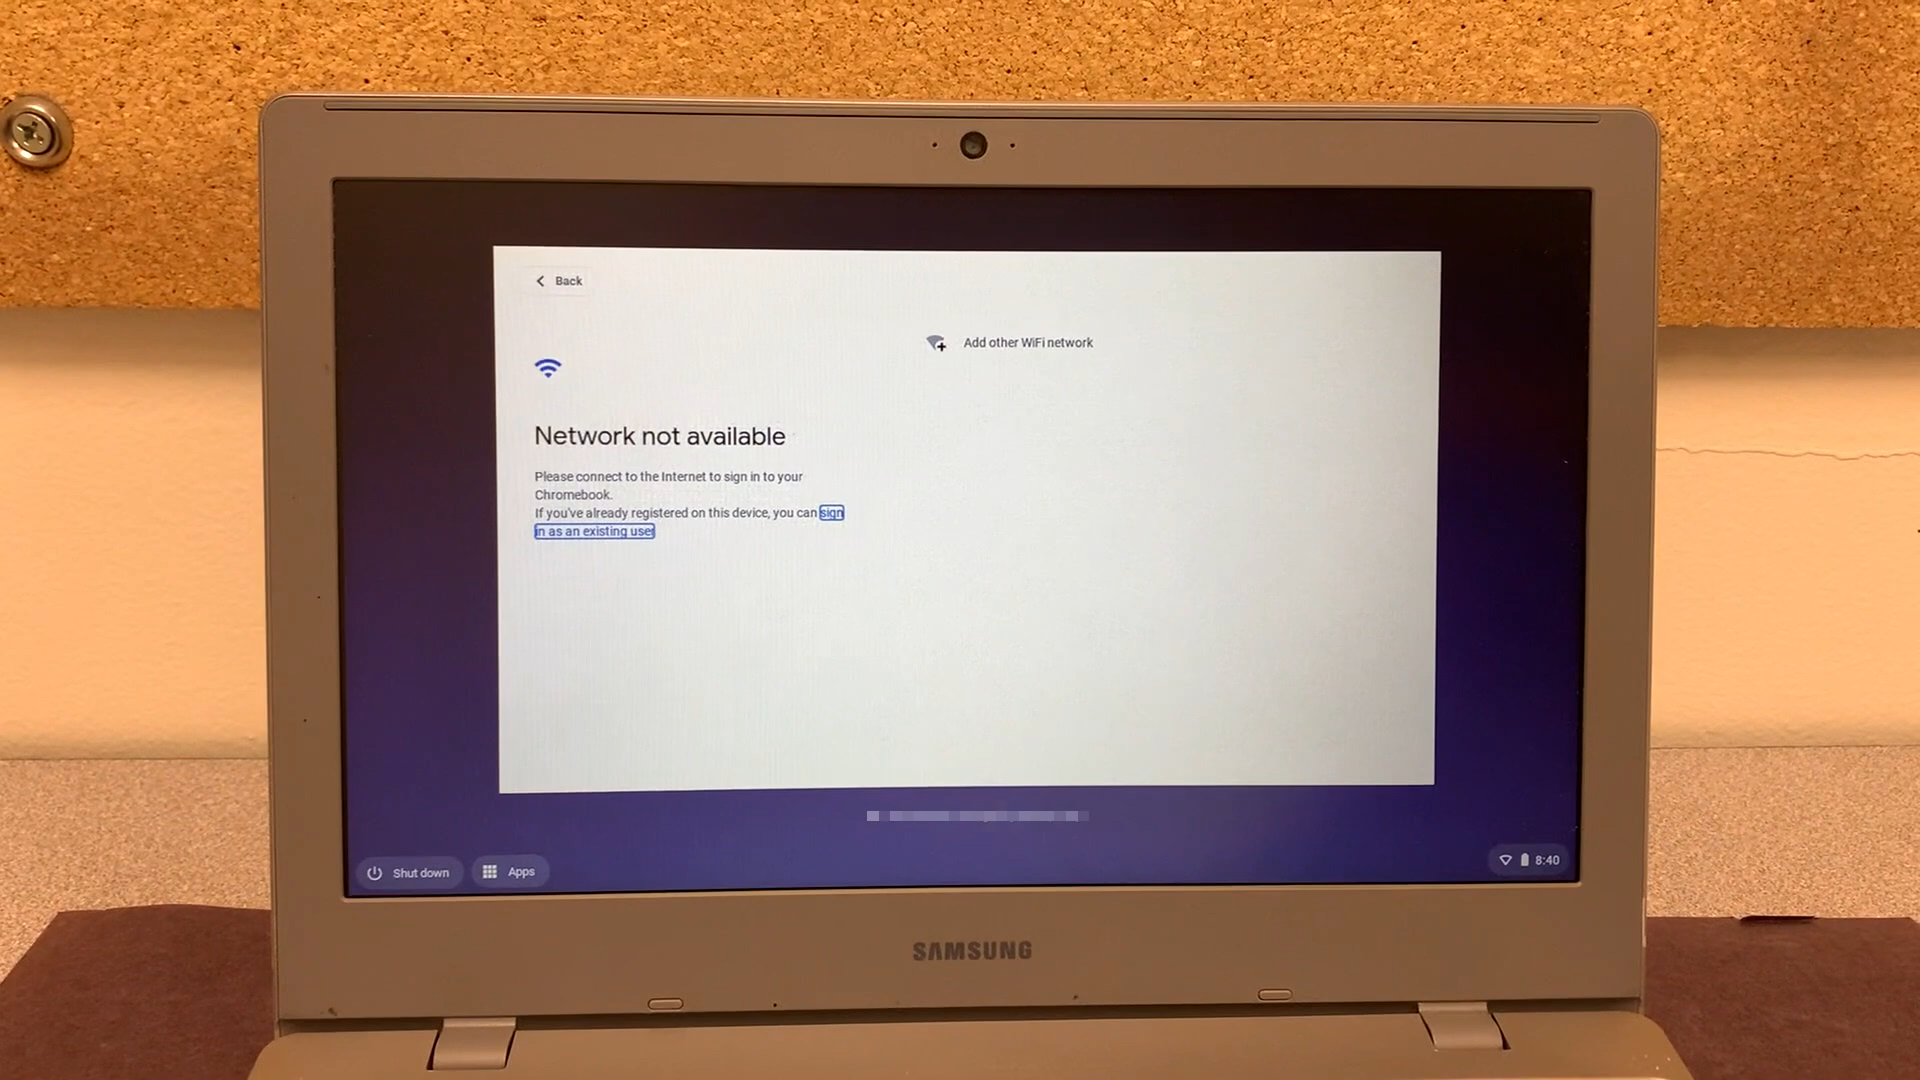 Back
Add other WiFi network
Network not available
Please connect to the Internet to sign in to your
Chromebook.
If you've already registered on this device, you can sign
in as an existing user
Shut down
Apps
8:40
SAMSUNG